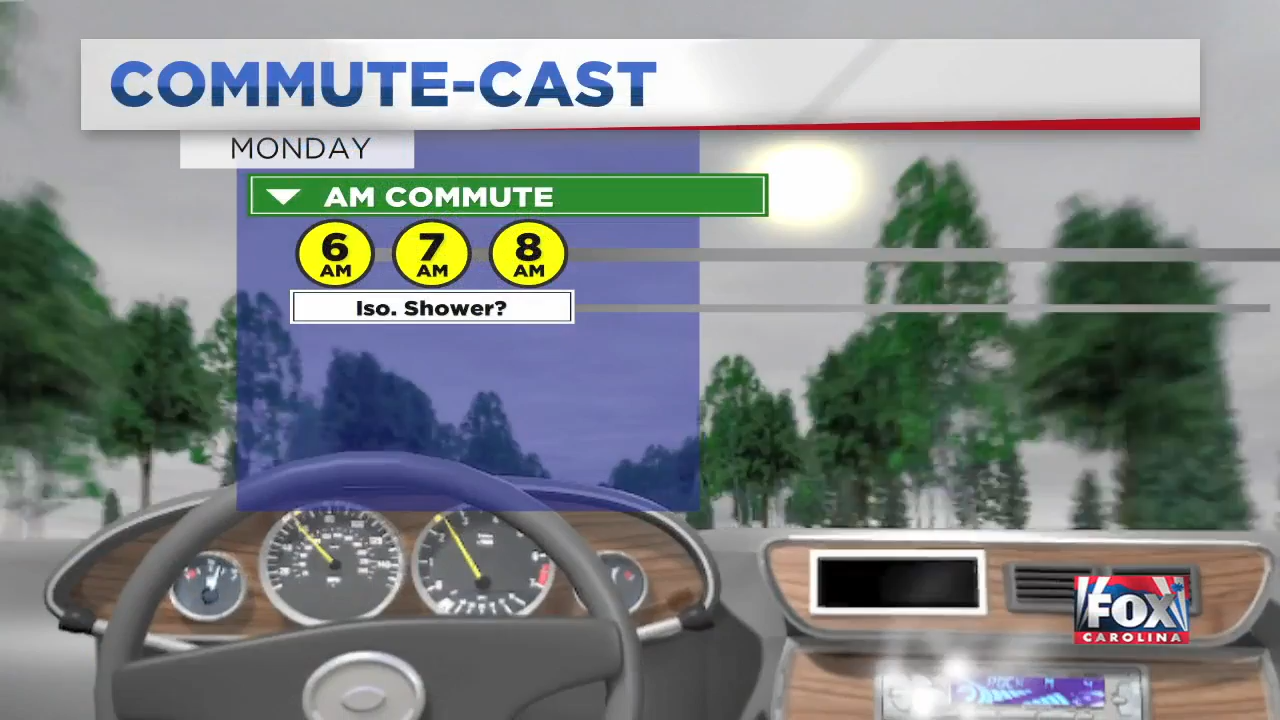 COMMUTE-CAST
MONDAY
AM COMMUTE
6 AM
7 AM
8 AM
Iso. Shower?
FOX
CAROLINA